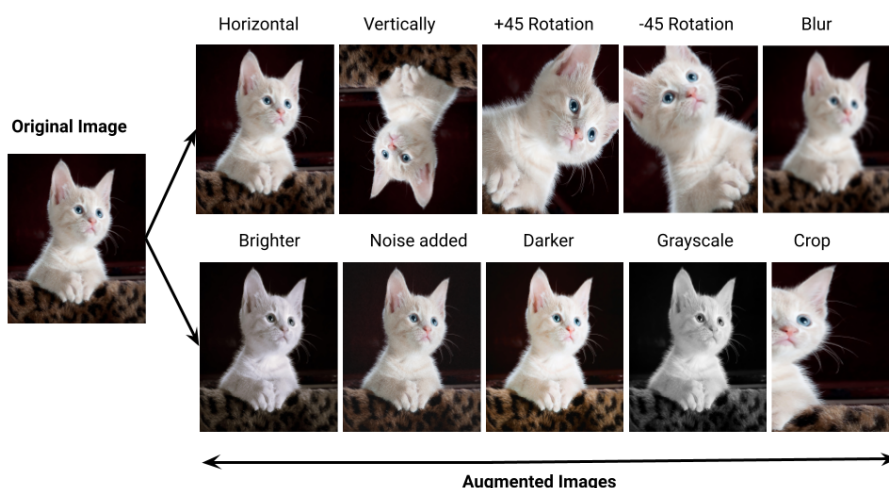 Horizontal
Vertically
+45 Rotation
-45 Rotation
Blur
Original Image
Brighter
Noise added
Darker
Grayscale
Crop
Augmented Images